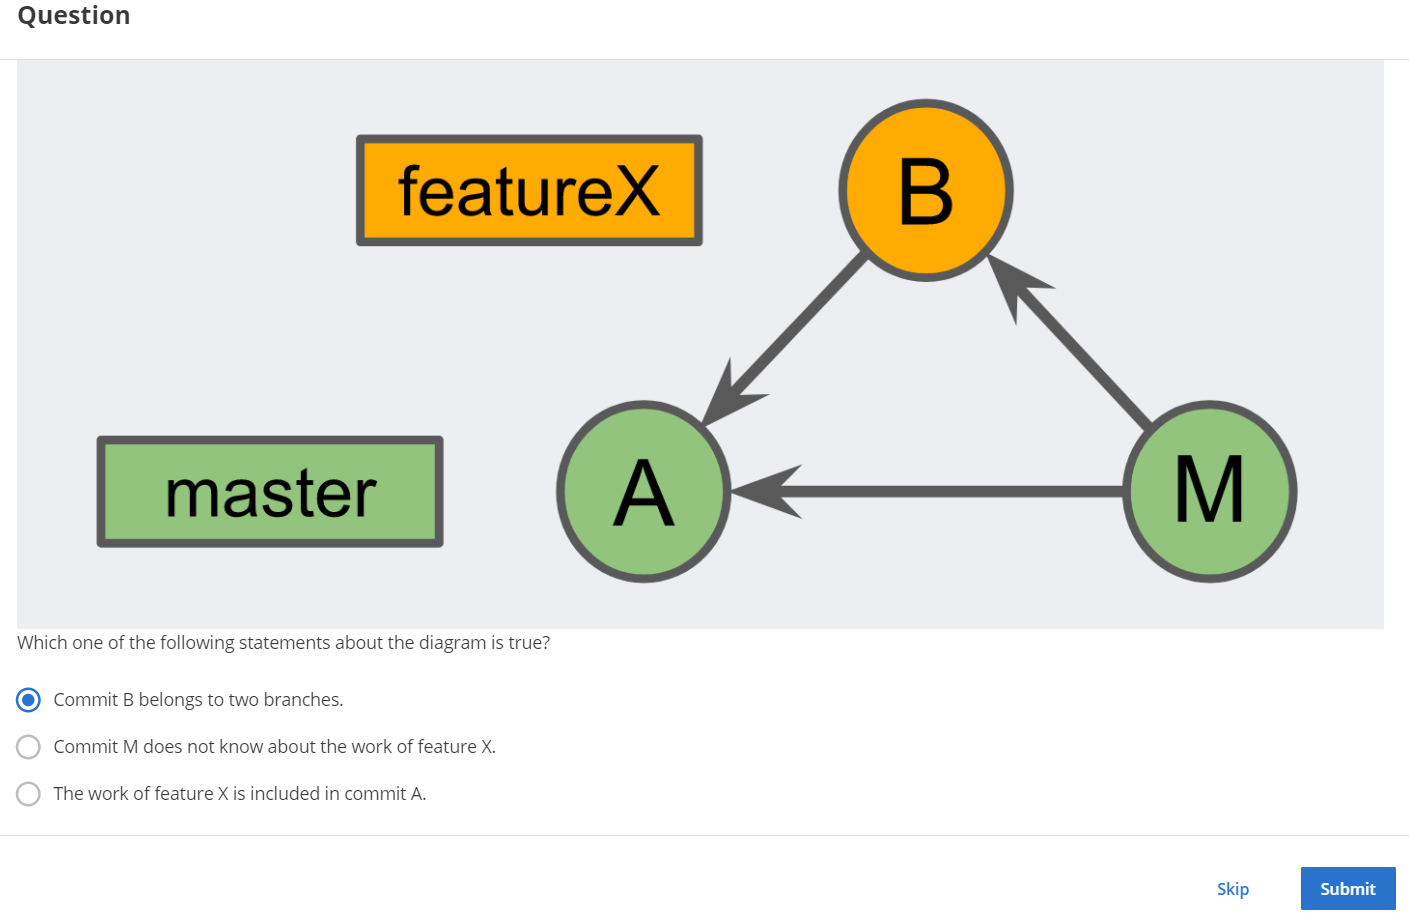 Question
featureX
B
master
A
M
Which one of the following statements about the diagram is true?
Commit B belongs to two branches.
Commit M does not know about the work of feature X.
The work of feature X is included in commit A.
Skip
Submit